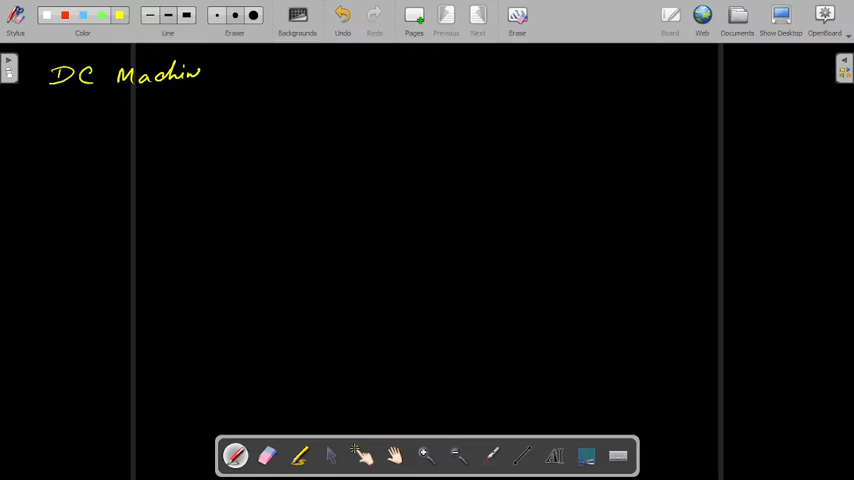 Stylus Color Line Eraser Backgrounds Undo Redo Pages Previous Next Erase Board Web Documents Show Desktop OpenBoard
DC Machin
AI